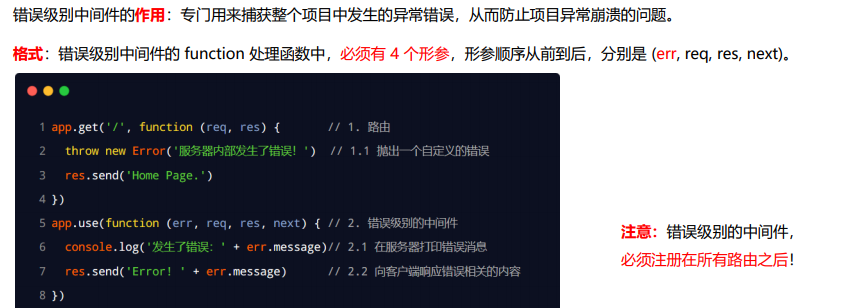 错误级别中间件的作用：专门用来捕获整个项目中发生的异常错误，从而防止项目异常崩溃的问题。
格式：错误级别中间件的 function 处理函数中，必须有 4 个形参，形参顺序从前到后，分别是 (err, req, res, next)。
1 app.get('/', function (req, res) { // 1. 路由
2 throw new Error('服务器内部发生了错误！') // 1.1 抛出一个自定义的错误
3 res.send('Home Page.')
4 })
5 app.use(function (err, req, res, next) { // 2. 错误级别的中间件
6 console.log('发生了错误：' + err.message)// 2.1 在服务器打印错误消息
7 res.send('Error! ' + err.message) // 2.2 向客户端响应错误相关的内容
8 })
注意：错误级别的中间件，
必须注册在所有路由之后！